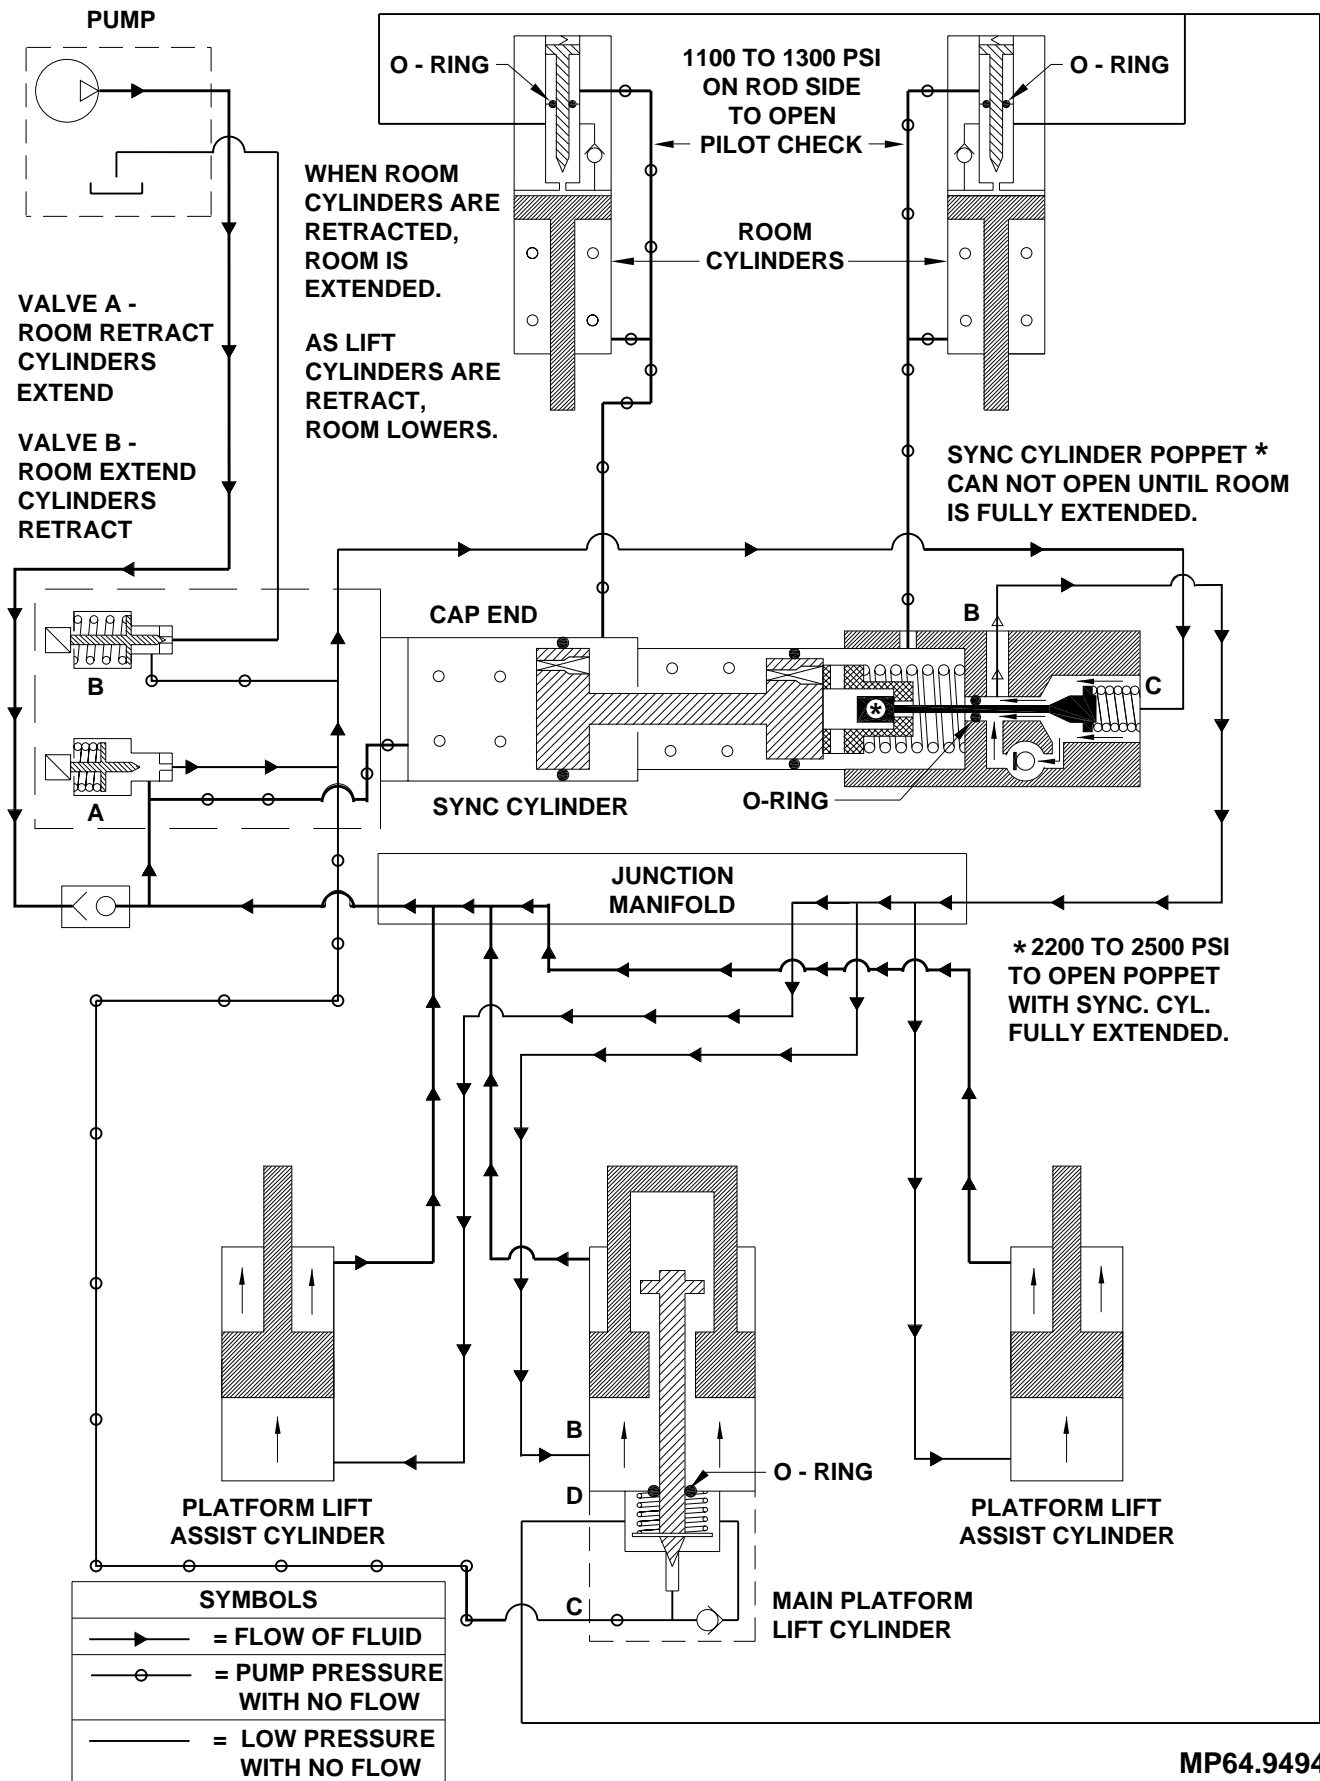 PUMP
O - RING
1100 TO 1300 PSI
ON ROD SIDE
TO OPEN
PILOT CHECK
O - RING
WHEN ROOM
CYLINDERS ARE
RETRACTED,
ROOM IS
EXTENDED.
ROOM
CYLINDERS
VALVE A -
ROOM RETRACT
CYLINDERS
EXTEND
AS LIFT
CYLINDERS ARE
RETRACT,
ROOM LOWERS.
VALVE B -
ROOM EXTEND
CYLINDERS
RETRACT
SYNC CYLINDER POPPET *
CAN NOT OPEN UNTIL ROOM
IS FULLY EXTENDED.
CAP END
B
B
C
*
A
SYNC CYLINDER
O-RING
JUNCTION
MANIFOLD
* 2200 TO 2500 PSI
TO OPEN POPPET
WITH SYNC. CYL.
FULLY EXTENDED.
B
O - RING
D
PLATFORM LIFT
ASSIST CYLINDER
PLATFORM LIFT
ASSIST CYLINDER
C
MAIN PLATFORM
LIFT CYLINDER
SYMBOLS
= FLOW OF FLUID
= PUMP PRESSURE
WITH NO FLOW
= LOW PRESSURE
WITH NO FLOW
MP64.9494